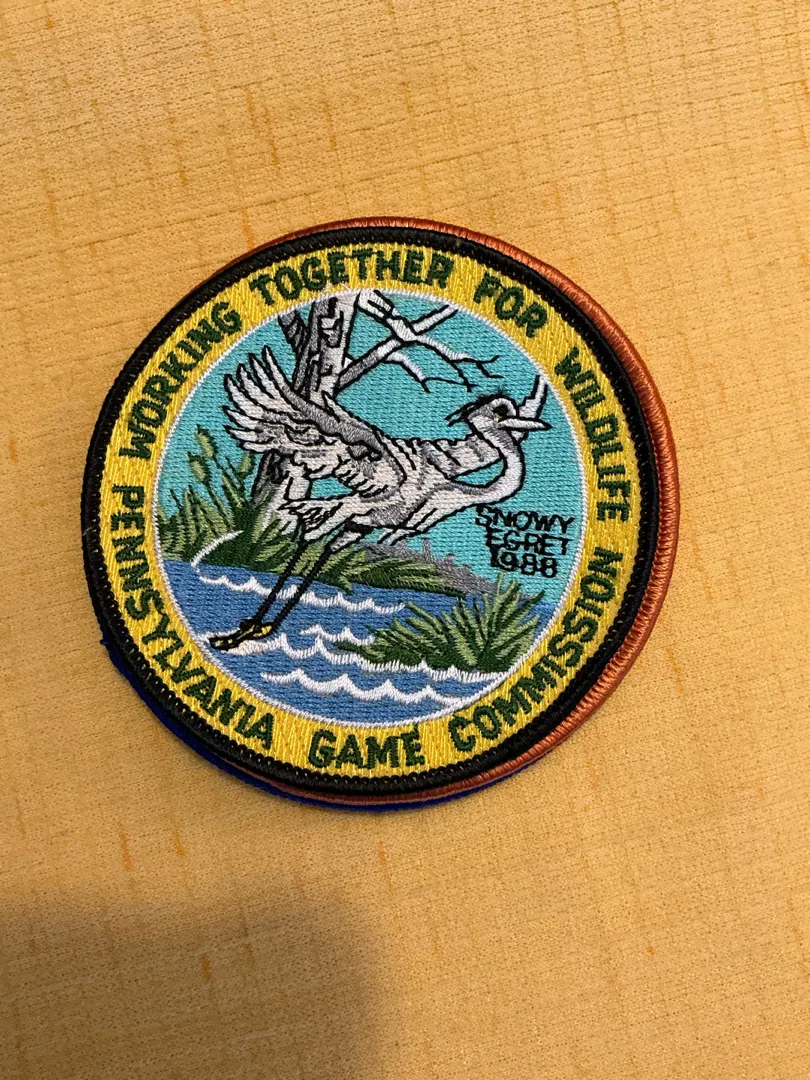 WORKING TOGETHER FOR WILDLIFE
PENNSYLVANIA GAME COMMISSION
SNOWY
EGRET
1988